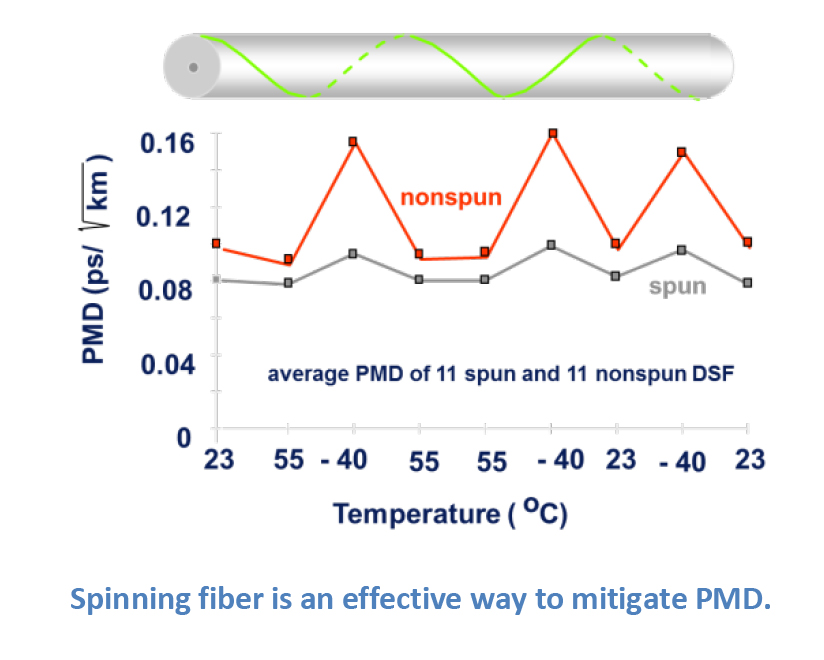 0.16
0.12
0.08
0.04
0
PMD (ps/ √km )
nonspun
spun
average PMD of 11 spun and 11 nonspun DSF
23 55 - 40 55 55 - 40 23 - 40 23
Temperature ( ºC)
Spinning fiber is an effective way to mitigate PMD.